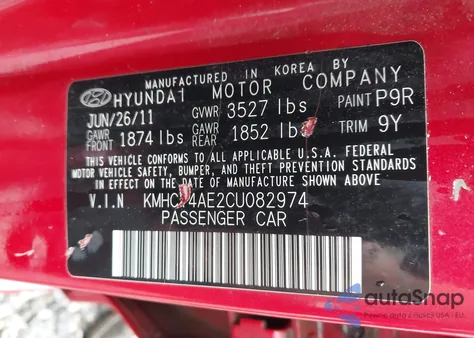 MANUFACTURED IN KOREA BY
HYUNDAI MOTOR COMPANY
JUN/26/11 GVWR 3527 lbs PAINT P9R
GAWR FRONT 1874 lbs GAWR REAR 1852 lbs TRIM 9Y
THIS VEHICLE CONFORMS TO ALL APPLICABLE U.S.A. FEDERAL
MOTOR VEHICLE SAFETY, BUMPER, AND THEFT PREVENTION STANDARDS
IN EFFECT ON THE DATE OF MANUFACTURE SHOWN ABOVE.
V.I.N
PASSENGER CAR
autoSnap